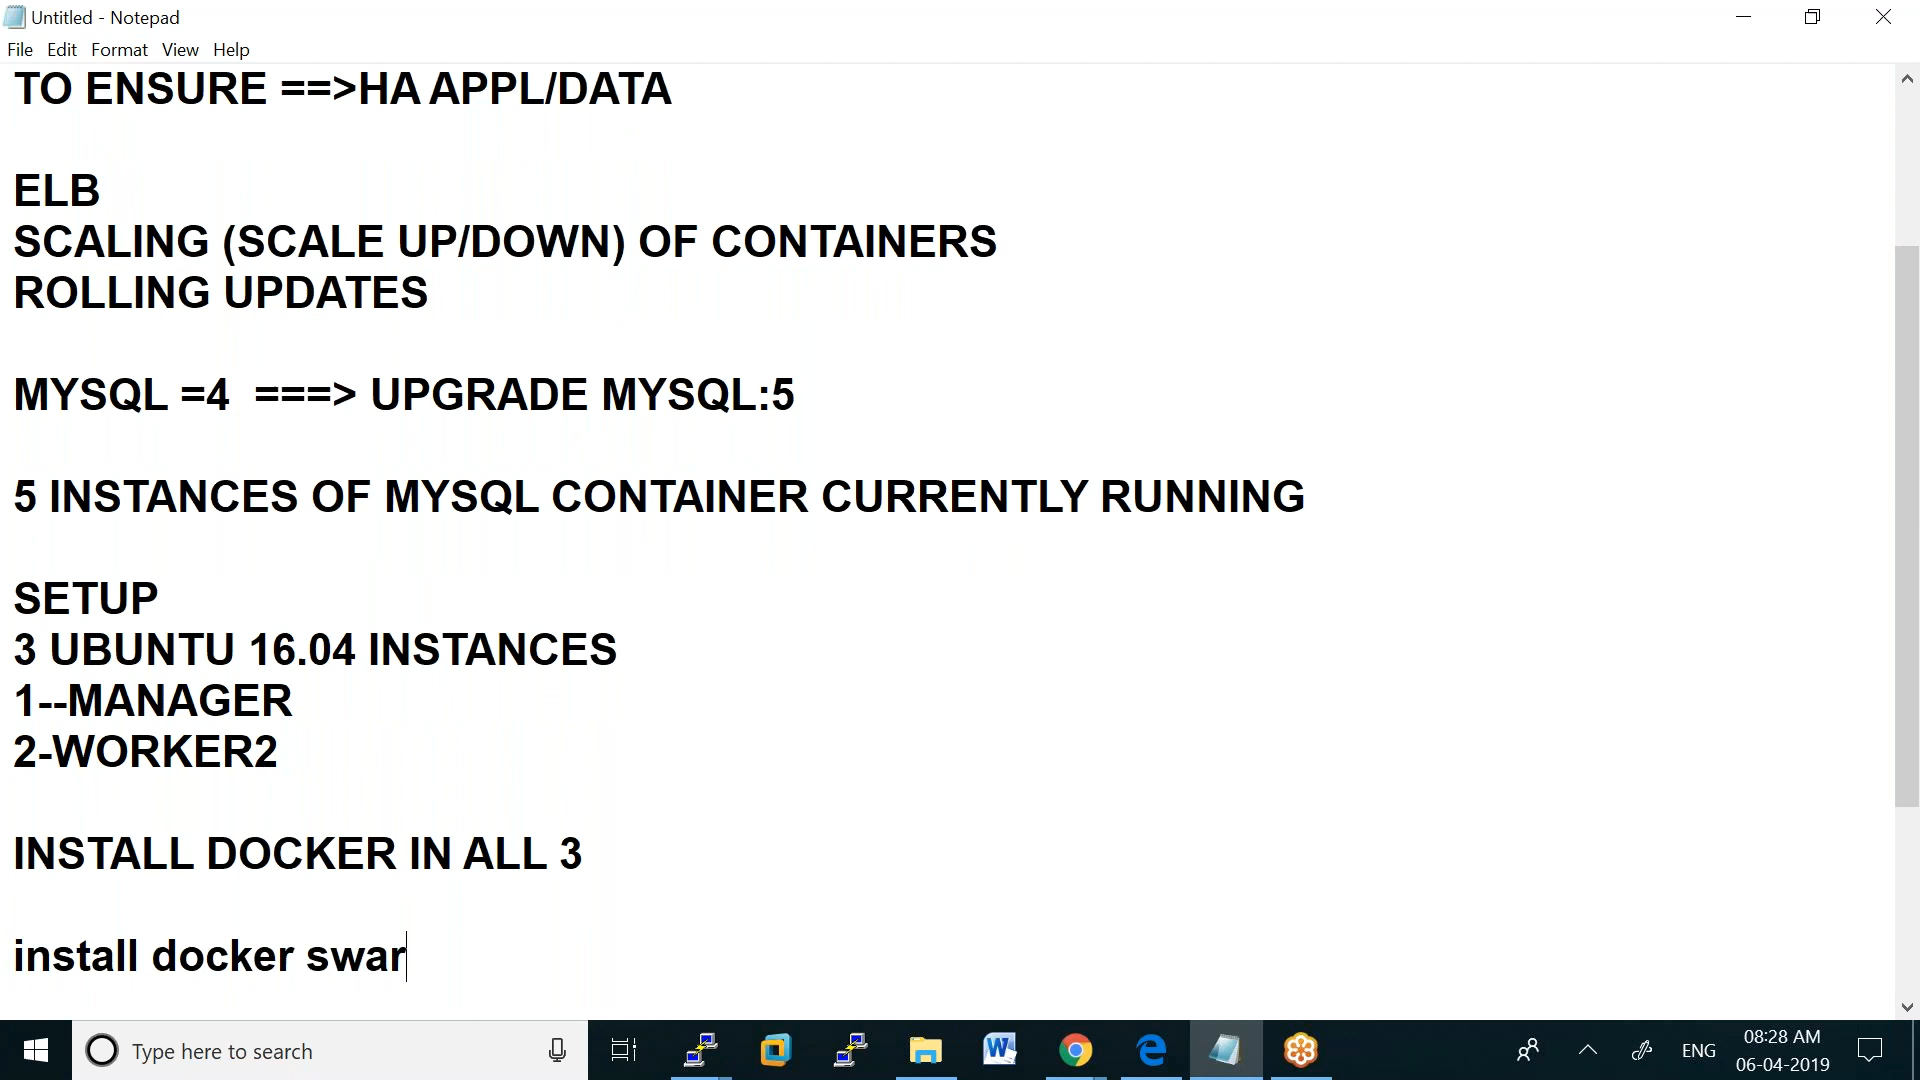 Untitled - Notepad
File Edit Format View Help
TO ENSURE ==>HA APPL/DATA
ELB
SCALING (SCALE UP/DOWN) OF CONTAINERS
ROLLING UPDATES
MYSQL =4 ===> UPGRADE MYSQL:5
5 INSTANCES OF MYSQL CONTAINER CURRENTLY RUNNING
SETUP
3 UBUNTU 16.04 INSTANCES
1--MANAGER
2-WORKER2
INSTALL DOCKER IN ALL 3
install docker swar
Type here to search
ENG
08:28 AM
06-04-2019